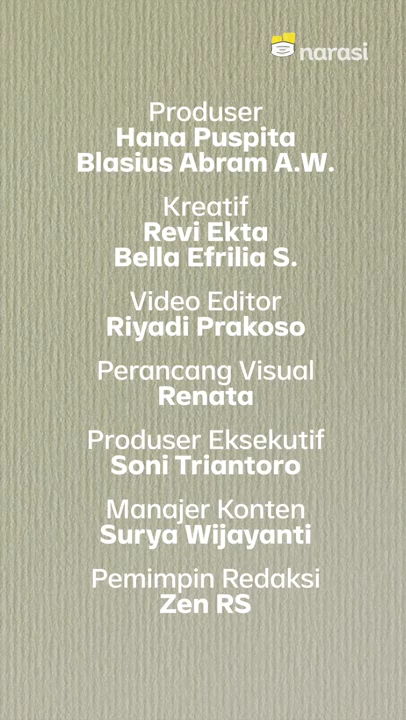 narasi
Produser
Hana Puspita
Blasius Abram A.W.
Kreatif
Revi Ekta
Bella Efrilia S.
Video Editor
Riyadi Prakoso
Perancang Visual
Renata
Produser Eksekutif
Soni Triantoro
Manajer Konten
Surya Wijayanti
Pemimpin Redaksi
Zen RS